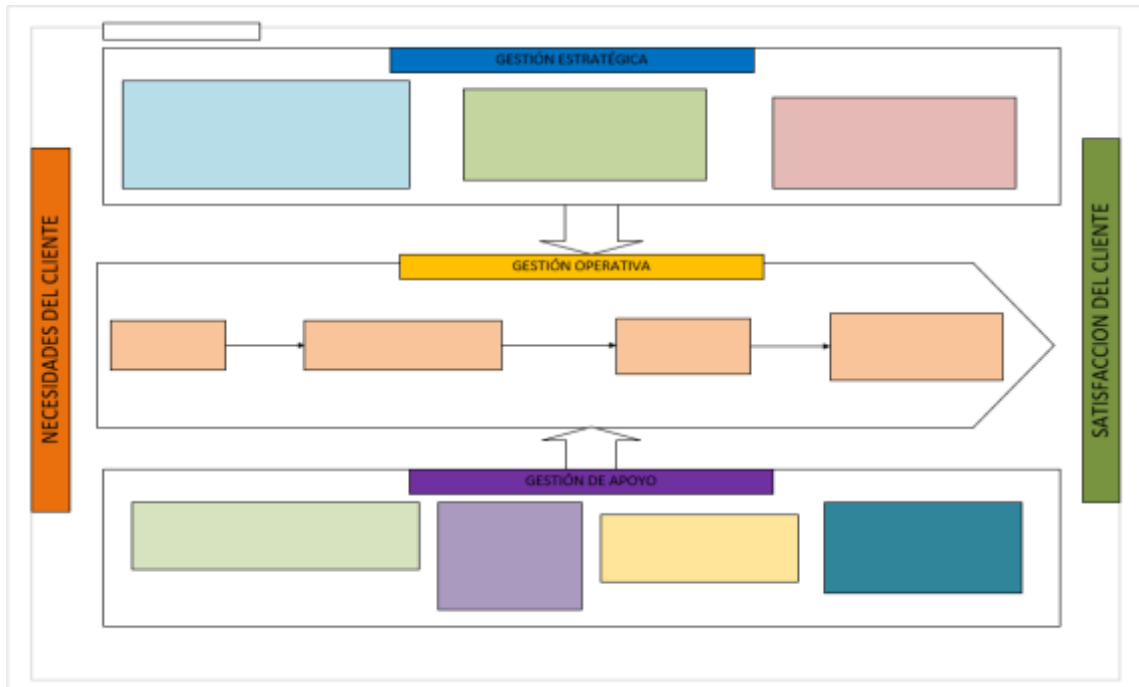 GESTIÓN ESTRATÉGICA
NECESIDADES DEL CLIENTE
GESTIÓN OPERATIVA
SATISFACCION DEL CLIENTE
GESTIÓN DE APOYO